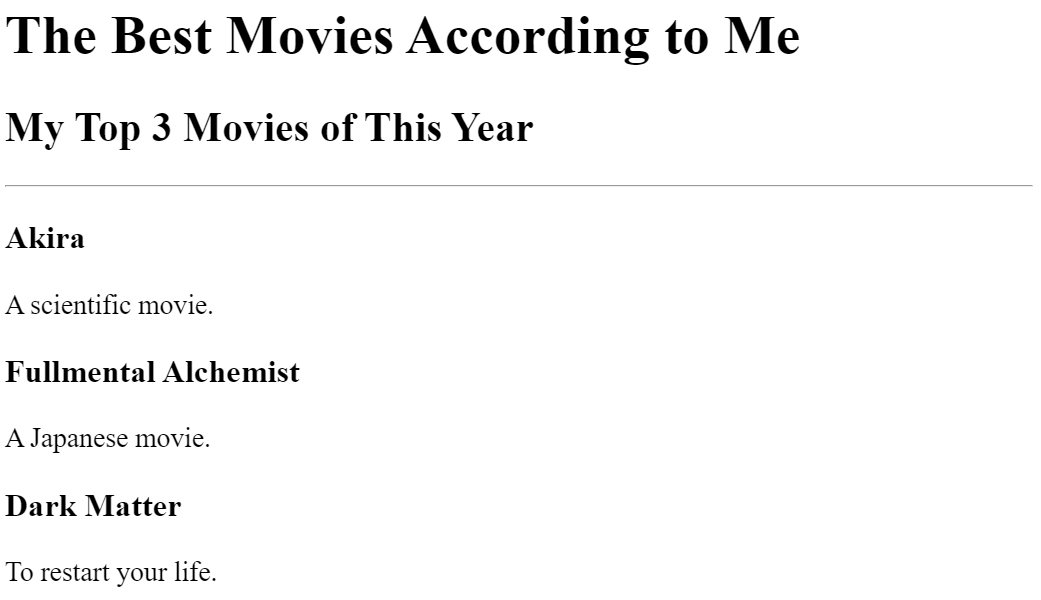 The Best Movies According to Me
My Top 3 Movies of This Year
Akira
A scientific movie.
Fullmental Alchemist
A Japanese movie.
Dark Matter
To restart your life.